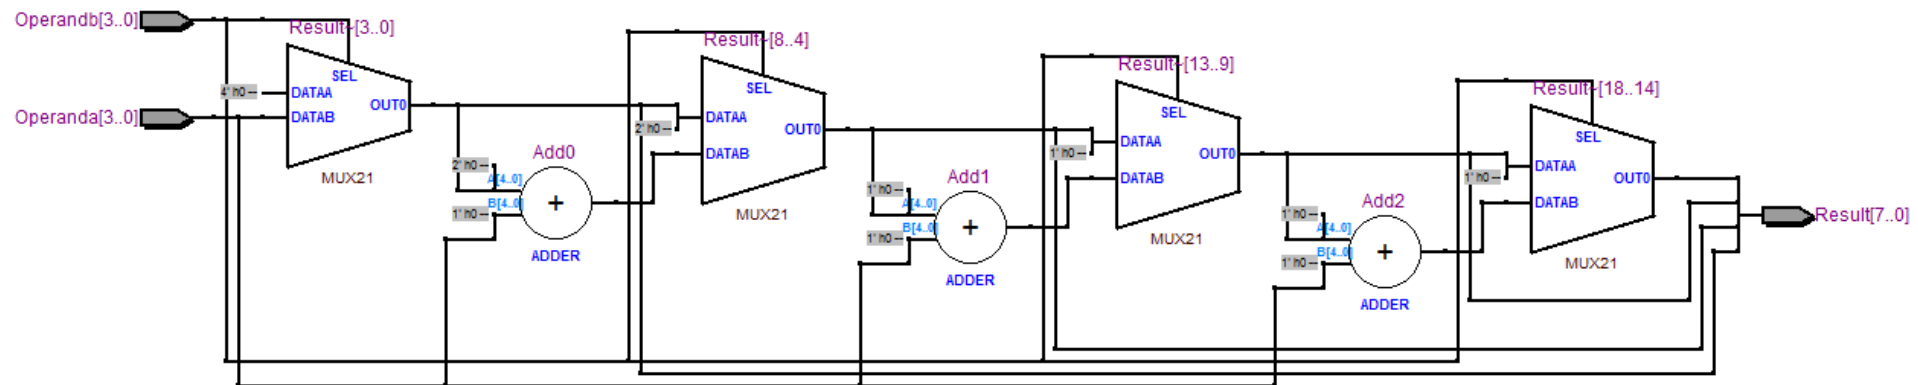 Operandb[3..0]
Operanda[3..0]
Result~[3..0]
SEL
4' h0 --
DATAA
DATAB
OUT0
MUX21
2' h0 --
1' h0 --
A[4..0]
B[4..0]
Add0
+
ADDER
Result~[8..4]
SEL
2' h0 --
DATAA
DATAB
OUT0
MUX21
1' h0 --
1' h0 --
A[4..0]
B[4..0]
Add1
+
ADDER
Result~[13..9]
SEL
1' h0 --
DATAA
DATAB
OUT0
MUX21
1' h0 --
1' h0 --
A[4..0]
B[4..0]
Add2
+
ADDER
Result~[18..14]
SEL
1' h0 --
DATAA
DATAB
OUT0
MUX21
Result[7..0]